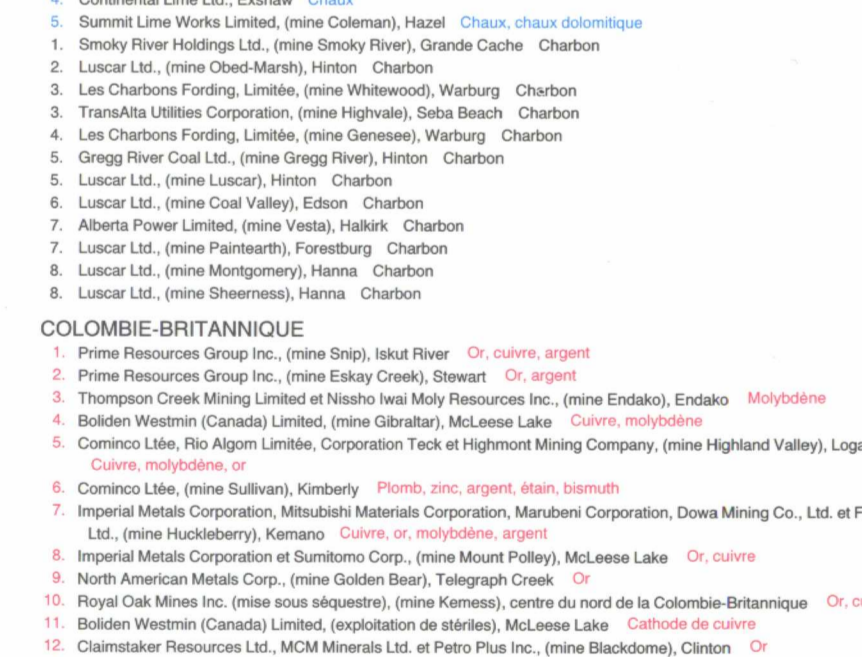 4. Continental Lime Ltd., Exshaw Chaux
5. Summit Lime Works Limited, (mine Coleman), Hazel Chaux, chaux dolomitique
1. Smoky River Holdings Ltd., (mine Smoky River), Grande Cache Charbon
2. Luscar Ltd., (mine Obed-Marsh), Hinton Charbon
3. Les Charbons Fording, Limitée, (mine Whitewood), Warburg Charbon
3. TransAlta Utilities Corporation, (mine Highvale), Seba Beach Charbon
4. Les Charbons Fording, Limitée, (mine Genesee), Warburg Charbon
5. Gregg River Coal Ltd., (mine Gregg River), Hinton Charbon
5. Luscar Ltd., (mine Luscar), Hinton Charbon
6. Luscar Ltd., (mine Coal Valley), Edson Charbon
7. Alberta Power Limited, (mine Vesta), Halkirk Charbon
7. Luscar Ltd., (mine Paintearth), Forestburg Charbon
8. Luscar Ltd., (mine Montgomery), Hanna Charbon
8. Luscar Ltd., (mine Sheerness), Hanna Charbon
COLOMBIE-BRITANNIQUE
1. Prime Resources Group Inc., (mine Snip), Iskut River Or, cuivre, argent
2. Prime Resources Group Inc., (mine Eskay Creek), Stewart Or, argent
3. Thompson Creek Mining Limited et Nissho Iwai Moly Resources Inc., (mine Endako), Endako Molybdène
4. Boliden Westmin (Canada) Limited, (mine Gibraltar), McLeese Lake Cuivre, molybdène
5. Cominco Ltée, Rio Algom Limitée, Corporation Teck et Highmont Mining Company, (mine Highland Valley),
Cuivre, molybdène, or
6. Cominco Ltée, (mine Sullivan), Kimberly Plomb, zinc, argent, étain, bismuth
7. Imperial Metals Corporation, Mitsubishi Materials Corporation, Marubeni Corporation, Dowa Mining Co., Ltd. et
Ltd., (mine Huckleberry), Kemano Cuivre, or, molybdène, argent
8. Imperial Metals Corporation et Sumitomo Corp., (mine Mount Polley), McLeese Lake Or, cuivre
9. North American Metals Corp., (mine Golden Bear), Telegraph Creek Or
10. Royal Oak Mines Inc. (mise sous séquestre), (mine Kemess), centre du nord de la Colombie-Britannique Or,
11. Boliden Westmin (Canada) Limited, (exploitation de stériles), McLeese Lake Cathode de cuivre
12. Claimstaker Resources Ltd., MCM Minerals Ltd. et Petro Plus Inc., (mine Blackdome), Clinton Or